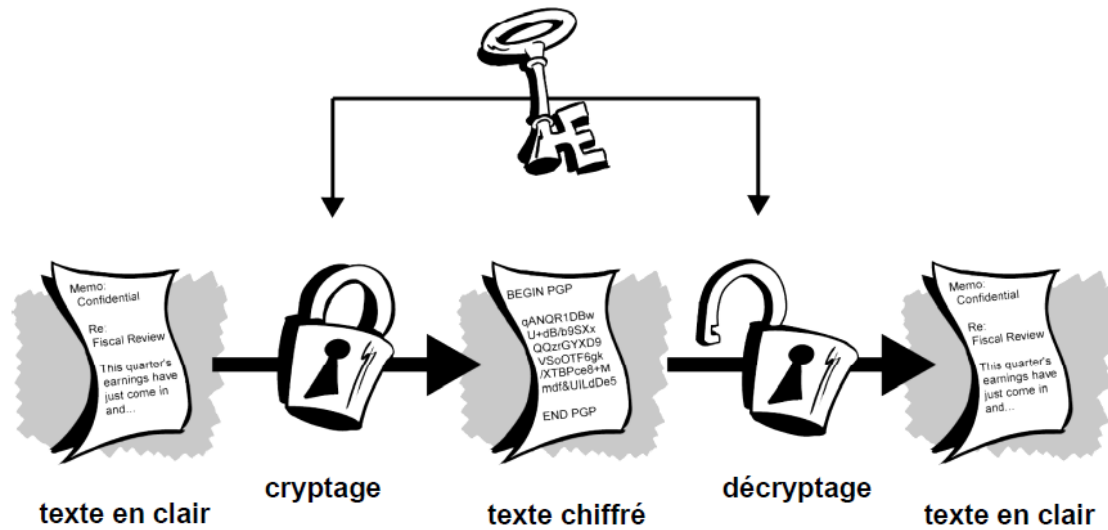 Memo:
Confidential
Re:
Fiscal Review
This quarter's
earnings have
just come in
and...
BEGIN PGP
qANQR1DBw
U+dB/b9SXx
QQzrGYXD9
VSoOTF6gk
/XTBPce8+M
mdf&UILdDe5
END PGP
Memo:
Confidential
Re:
Fiscal Review
This quarter's
earnings have
just come in
and...
cryptage
décryptage
texte en clair
texte chiffré
texte en clair